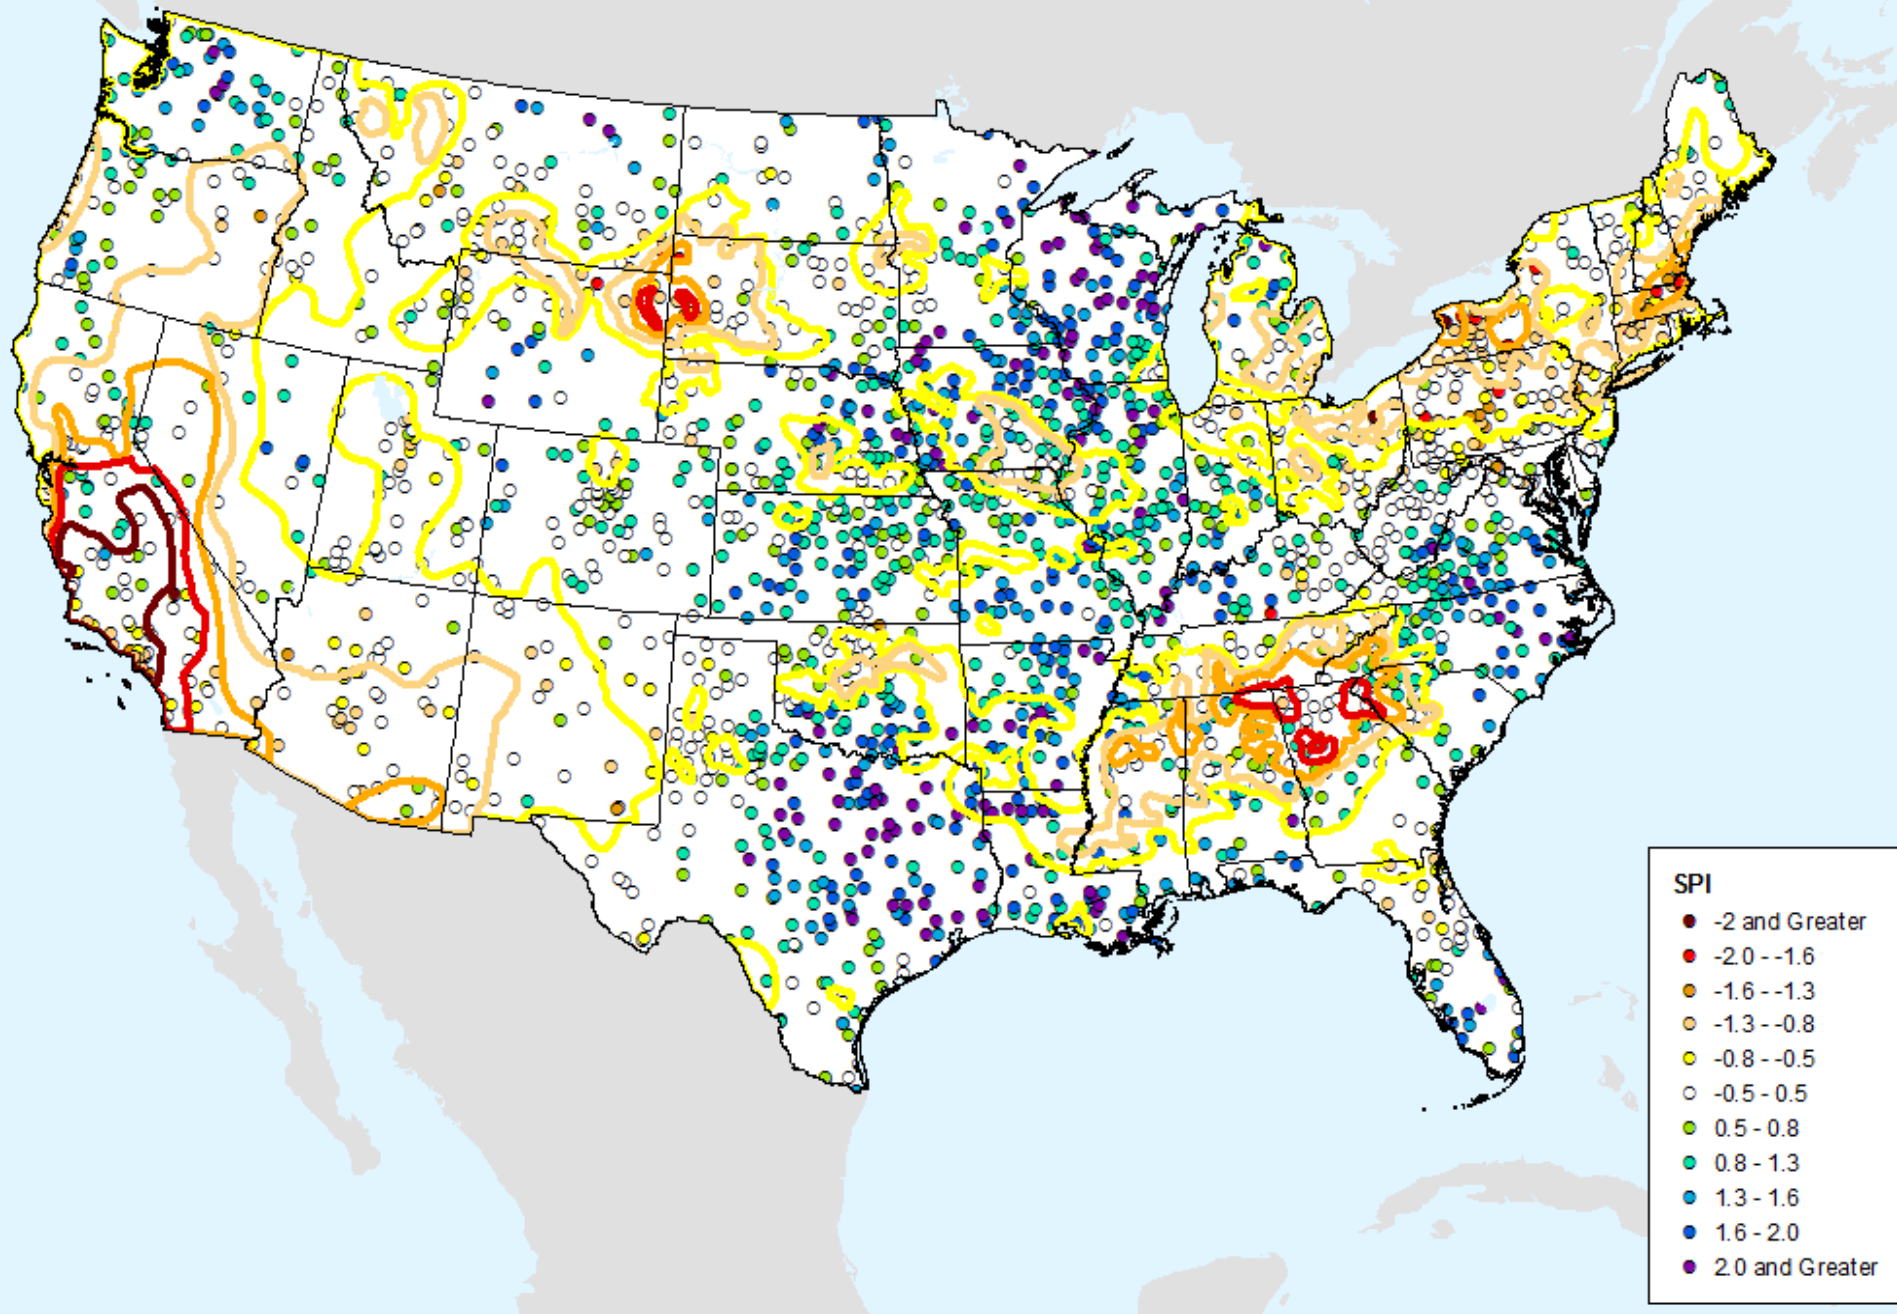 SPI
-2 and Greater
-2.0 - -1.6
-1.6 - -1.3
-1.3 - -0.8
-0.8 - -0.5
-0.5 - 0.5
0.5 - 0.8
0.8 - 1.3
1.3 - 1.6
1.6 - 2.0
2.0 and Greater